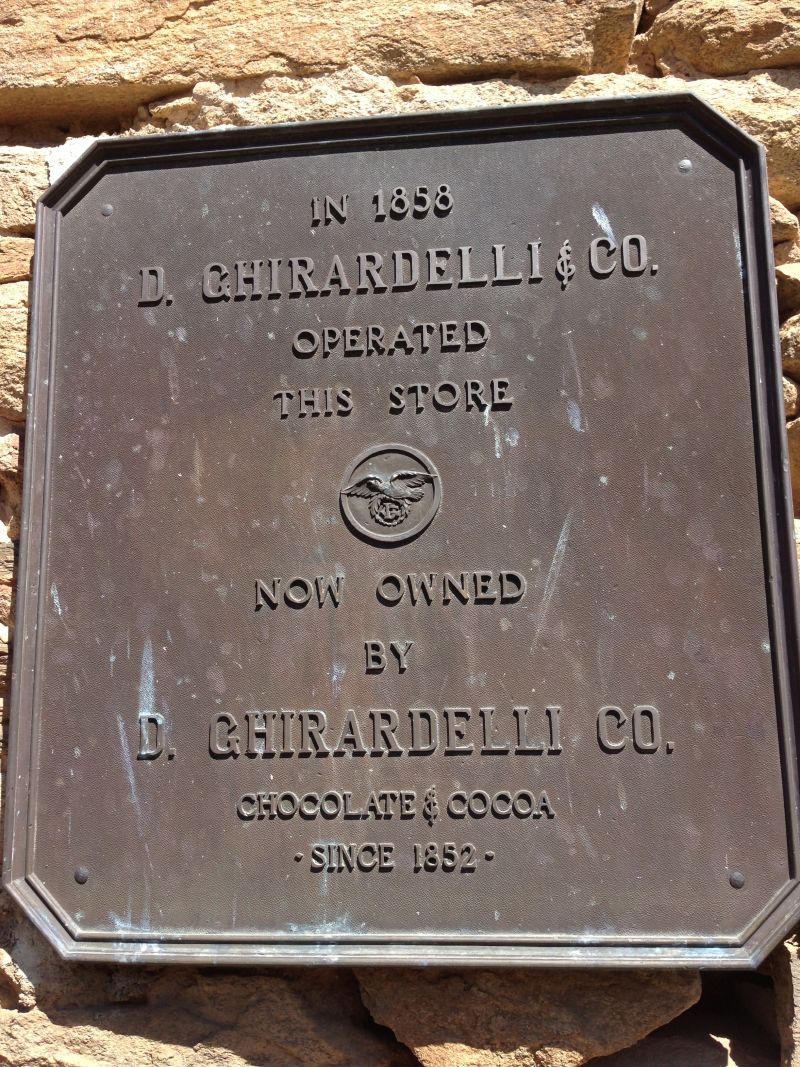 IN 1858
D. GHIRARDELLI & CO.
OPERATED
THIS STORE
NOW OWNED
BY
D. GHIRARDELLI CO.
CHOCOLATE & COCOA
· SINCE 1852 ·